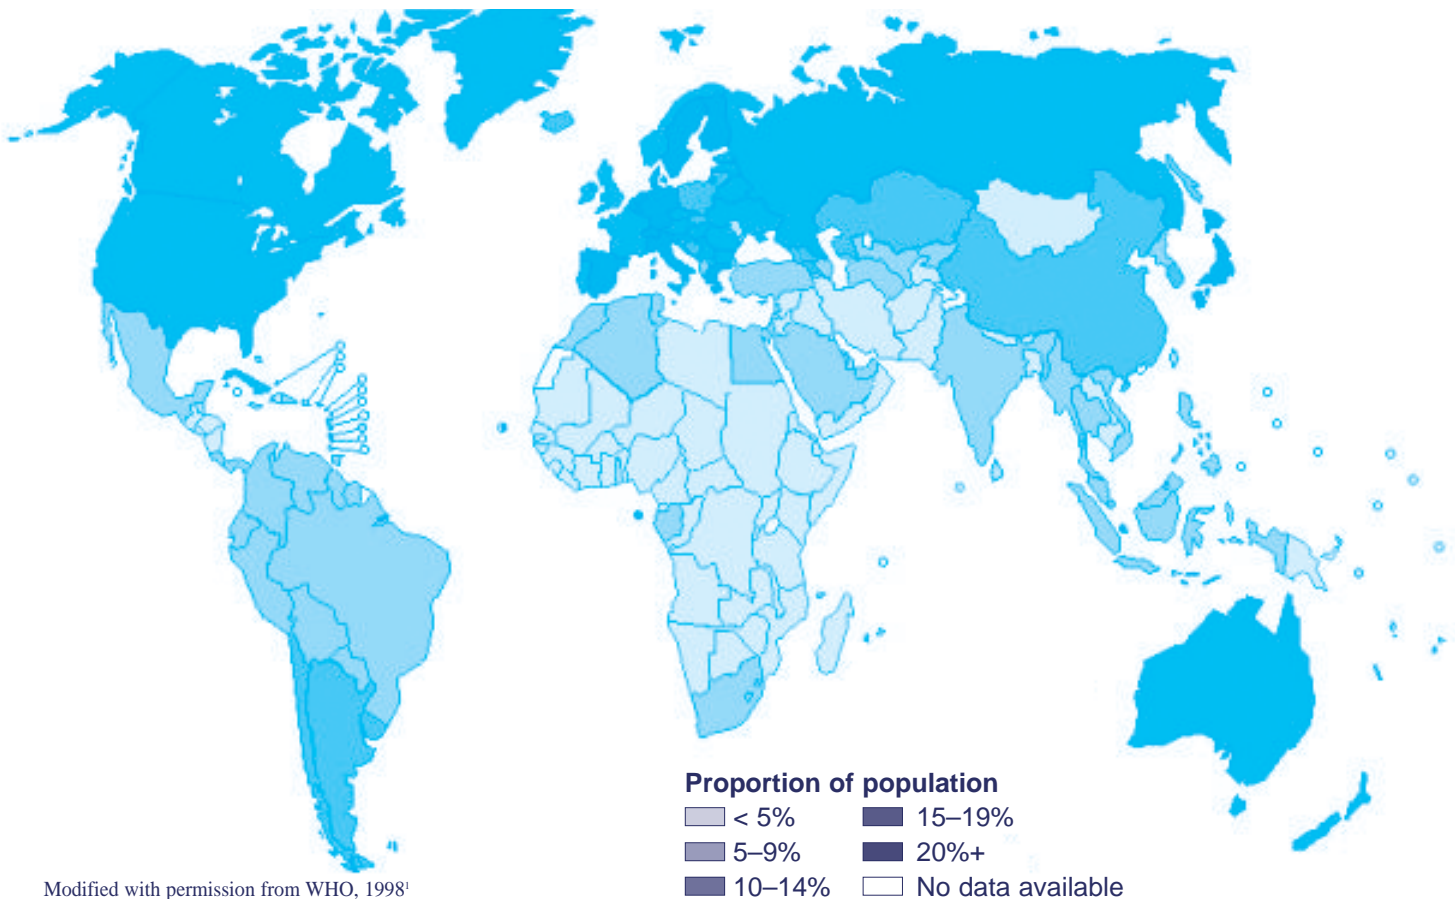 Proportion of population
< 5%
15–19%
5–9%
20%+
10–14%
No data available
Modified with permission from WHO, 1998¹